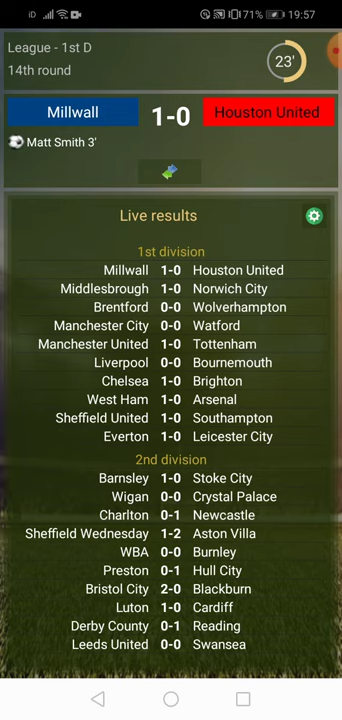 iD 71% 19:57
League - 1st D
14th round
23'
Millwall 1-0 Houston United
Matt Smith 3'
Live results
1st division
Millwall 1-0 Houston United
Middlesbrough 1-0 Norwich City
Brentford 0-0 Wolverhampton
Manchester City 0-0 Watford
Manchester United 1-0 Tottenham
Liverpool 0-0 Bournemouth
Chelsea 1-0 Brighton
West Ham 1-0 Arsenal
Sheffield United 1-0 Southampton
Everton 1-0 Leicester City
2nd division
Barnsley 1-0 Stoke City
Wigan 0-0 Crystal Palace
Charlton 0-1 Newcastle
Sheffield Wednesday 1-2 Aston Villa
WBA 0-0 Burnley
Preston 0-1 Hull City
Bristol City 2-0 Blackburn
Luton 1-0 Cardiff
Derby County 0-1 Reading
Leeds United 0-0 Swansea